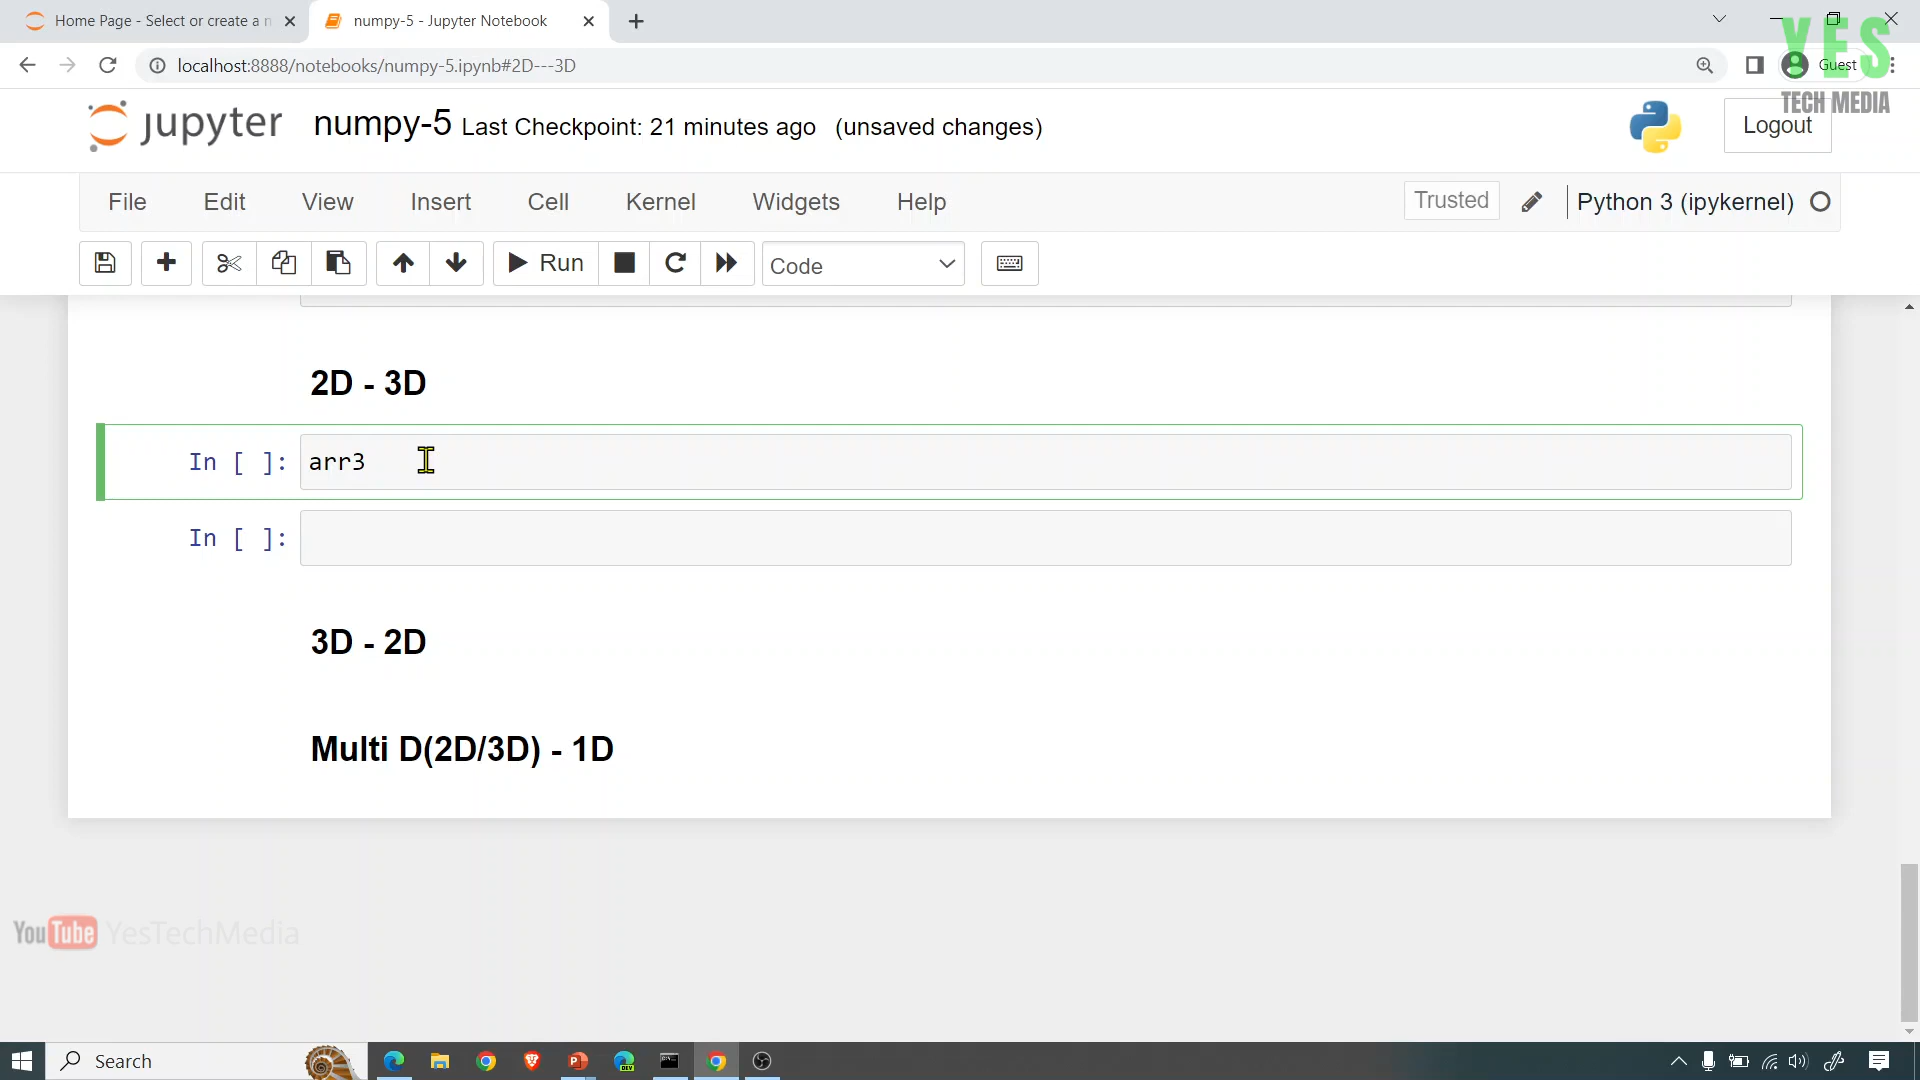 Home Page - Select or create a n
numpy-5 - Jupyter Notebook
YES
TECH MEDIA
localhost:8888/notebooks/numpy-5.ipynb#2D---3D
Guest
jupyter
numpy-5 Last Checkpoint: 21 minutes ago (unsaved changes)
Logout
File Edit View Insert Cell Kernel Widgets Help
Trusted
Python 3 (ipykernel)
Run
Code
2D - 3D
In [ ]: arr3
In [ ]:
3D - 2D
Multi D(2D/3D) - 1D
YouTube YesTechMedia
Search
DEV